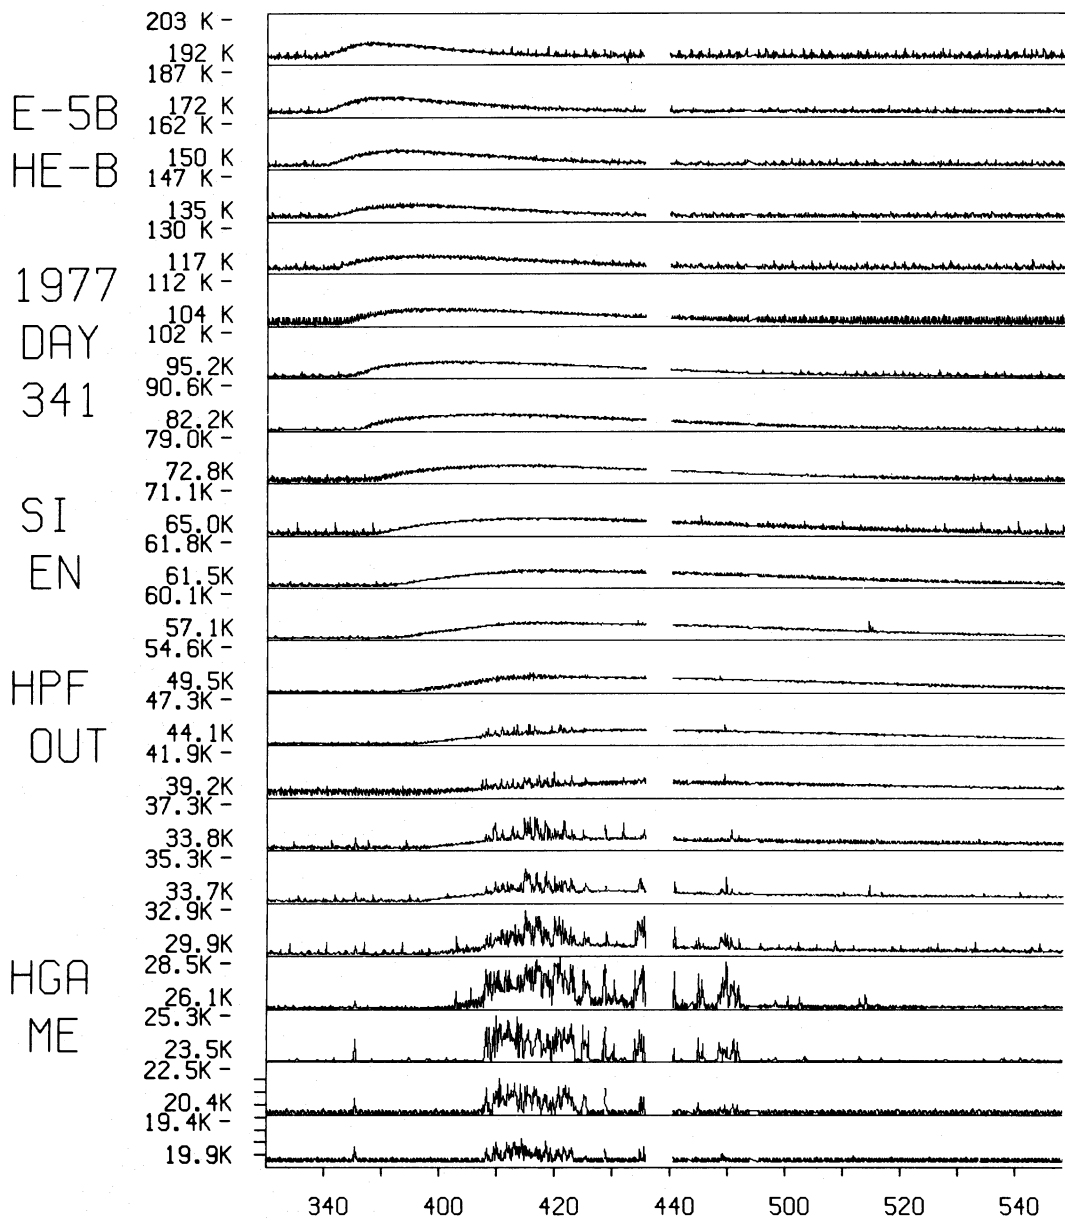 203 K -
192 K
187 K -
E-5B
172 K
162 K -
HE-B
150 K
147 K -
135 K
130 K -
117 K
1977
112 K -
104 K
DAY
102 K -
95.2K
341
90.6K -
82.2K
79.0K -
72.8K
71.1K -
SI
65.0K
61.8K -
EN
61.5K
60.1K -
57.1K
54.6K -
HPF
49.5K
47.3K -
OUT
44.1K
41.9K -
39.2K
37.3K -
33.8K
35.3K -
33.7K
32.9K -
29.9K
HGA
28.5K -
26.1K
25.3K -
ME
23.5K
22.5K -
20.4K
19.4K -
19.9K
340 400 420 440 500 520 540